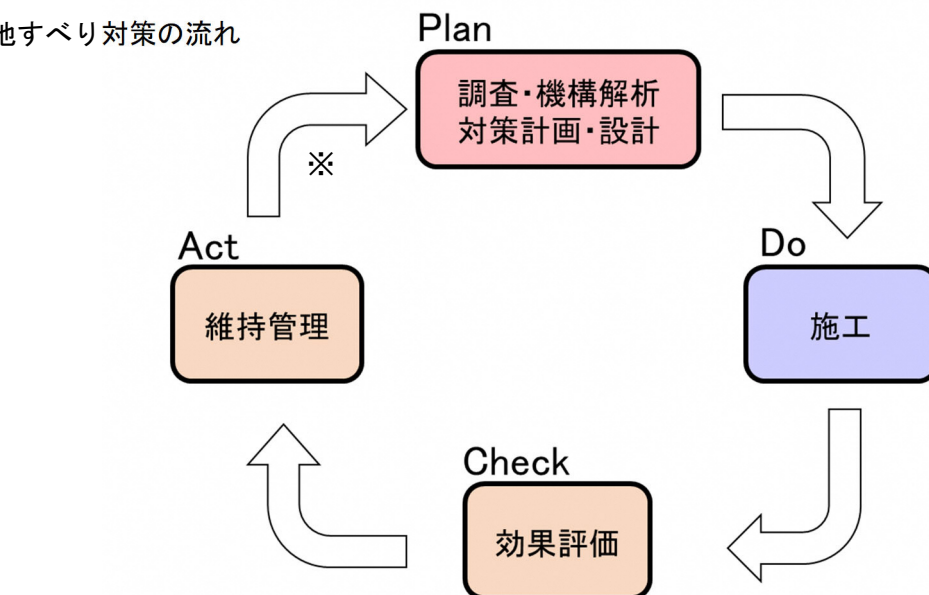 地すべり対策の流れ
Plan
調査・機構解析
対策計画・設計
※
Act
維持管理
Do
施工
Check
効果評価